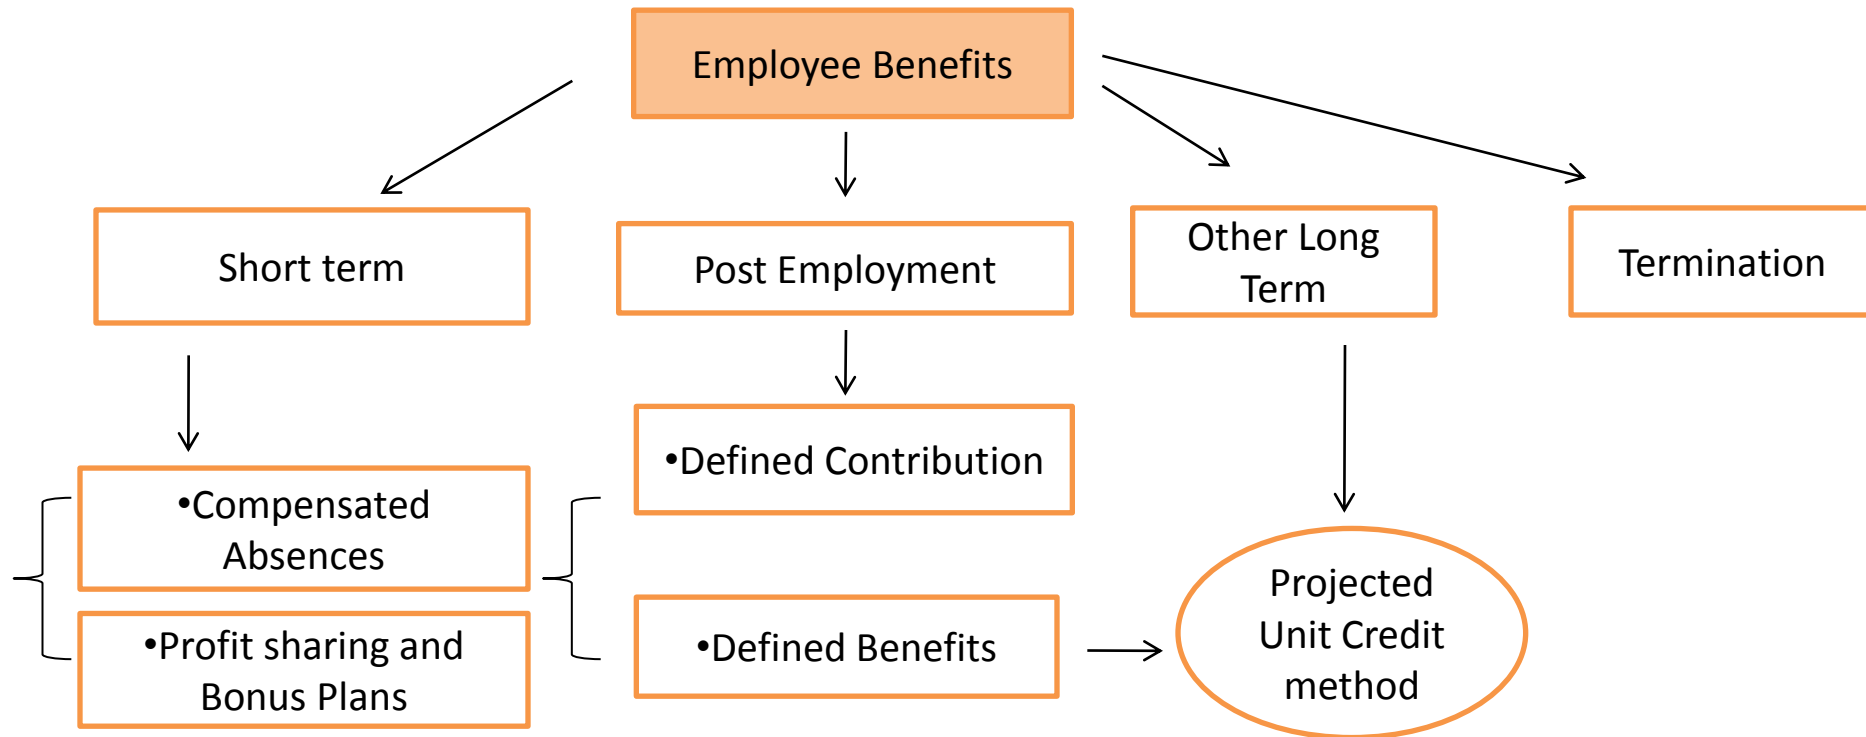 Employee Benefits
Short term
Post Employment
Other Long
Term
Termination
•Compensated
Absences
•Profit sharing and
Bonus Plans
•Defined Contribution
•Defined Benefits
Projected
Unit Credit
method